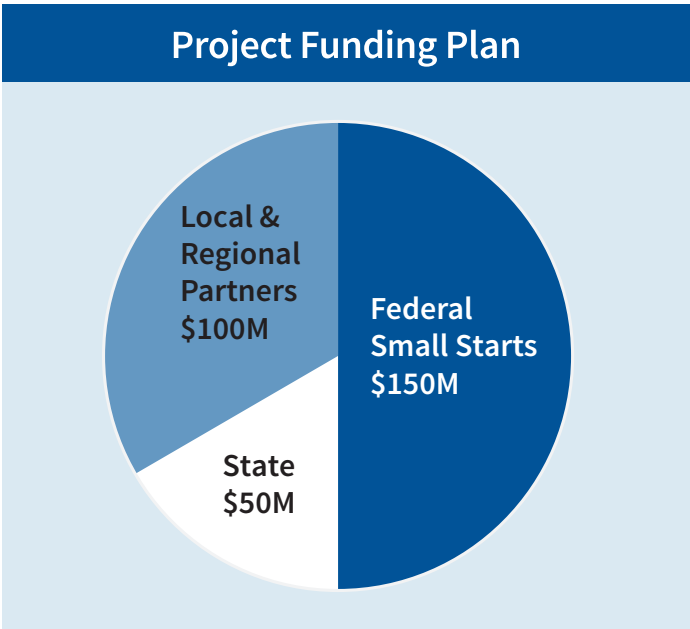 Project Funding Plan
Local &
Regional
Partners
$100M
Federal
Small Starts
$150M
State
$50M